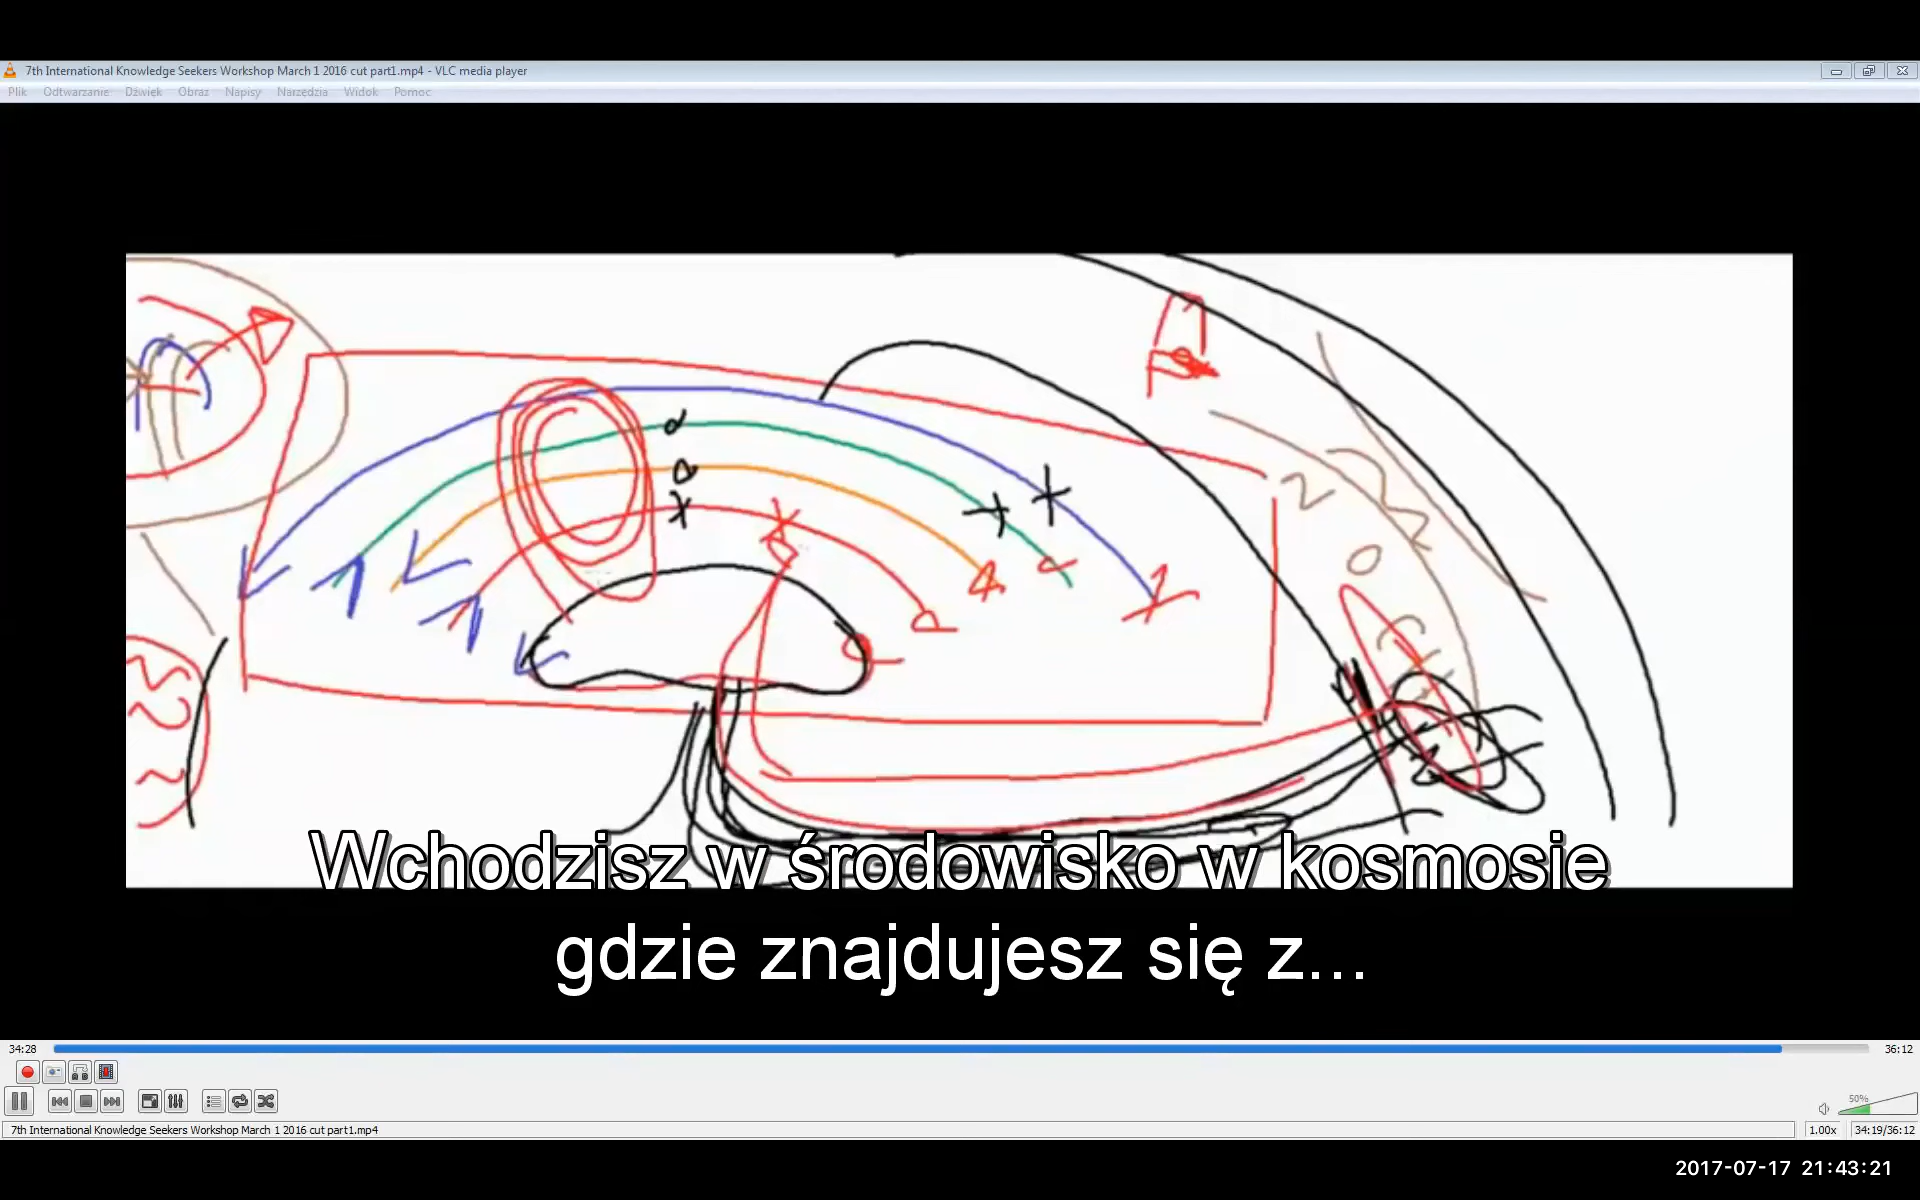 7th International Knowledge Seekers Workshop March 1 2016 cut part1.mp4 - VLC media player
Plik Odtwarzanie Dźwięk Obraz Napisy Narzędzia Widok Pomoc
Wchodzisz w środowisko w kosmosie
gdzie znajdujesz się z...
34:28
36:12
50%
7th International Knowledge Seekers Workshop March 1 2016 cut part1.mp4
1.00x
34:19/36:12
2017-07-17 21:43:21